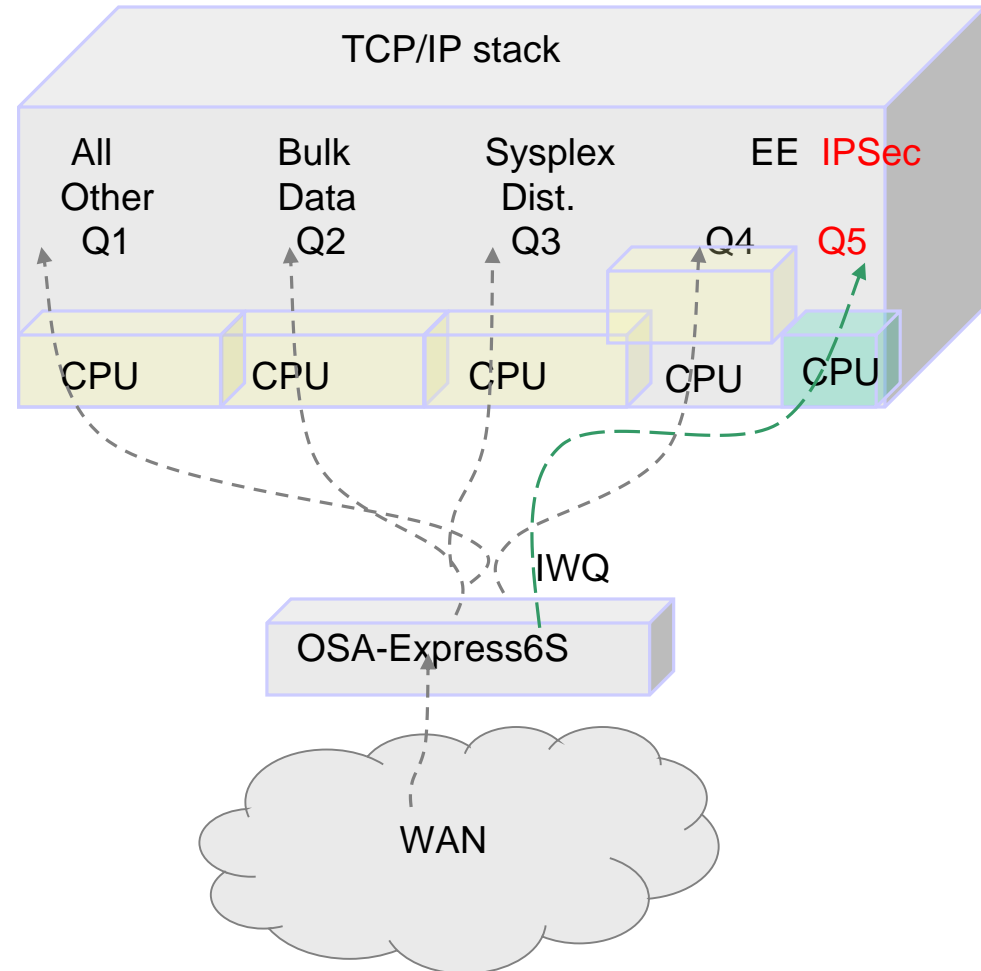 TCP/IP stack
All Bulk Sysplex EE IPSec
Other Data Dist.
Q1 Q2 Q3 Q4 Q5
CPU CPU CPU CPU CPU
IWQ
OSA-Express6S
WAN